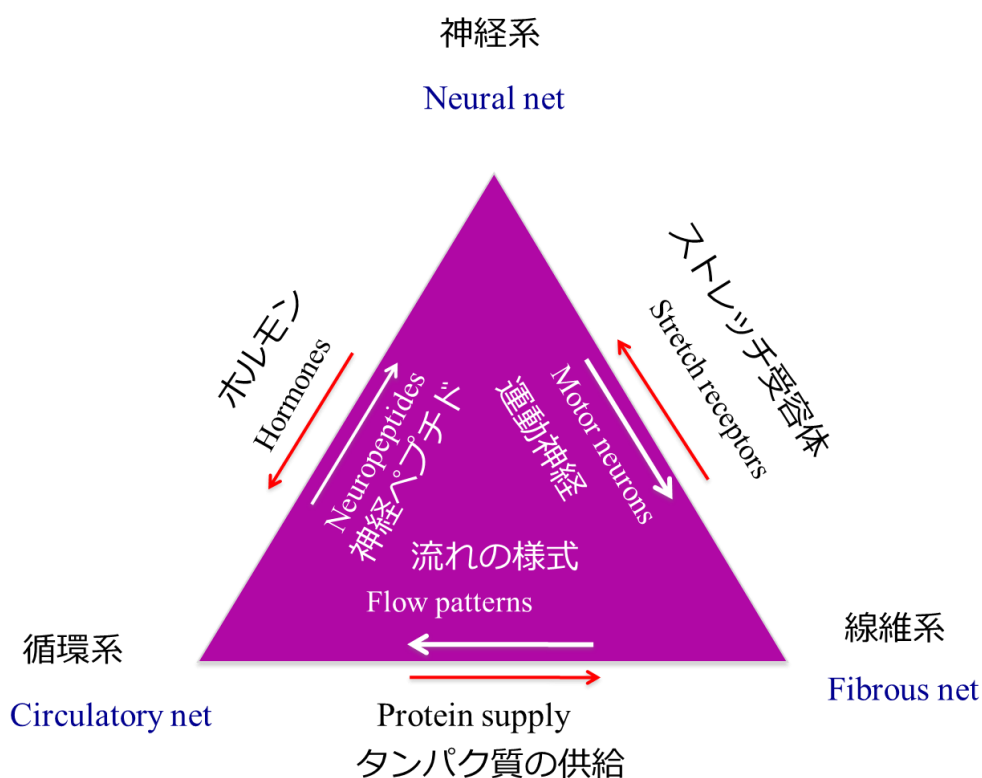 神経系
Neural net
ホルモン
Hormones
Neuropeptides
神経ペプチド
運動神経
Motor neurons
ストレッチ受容体
Stretch receptors
流れの様式
Flow patterns
循環系
Circulatory net
線維系
Fibrous net
Protein supply
タンパク質の供給